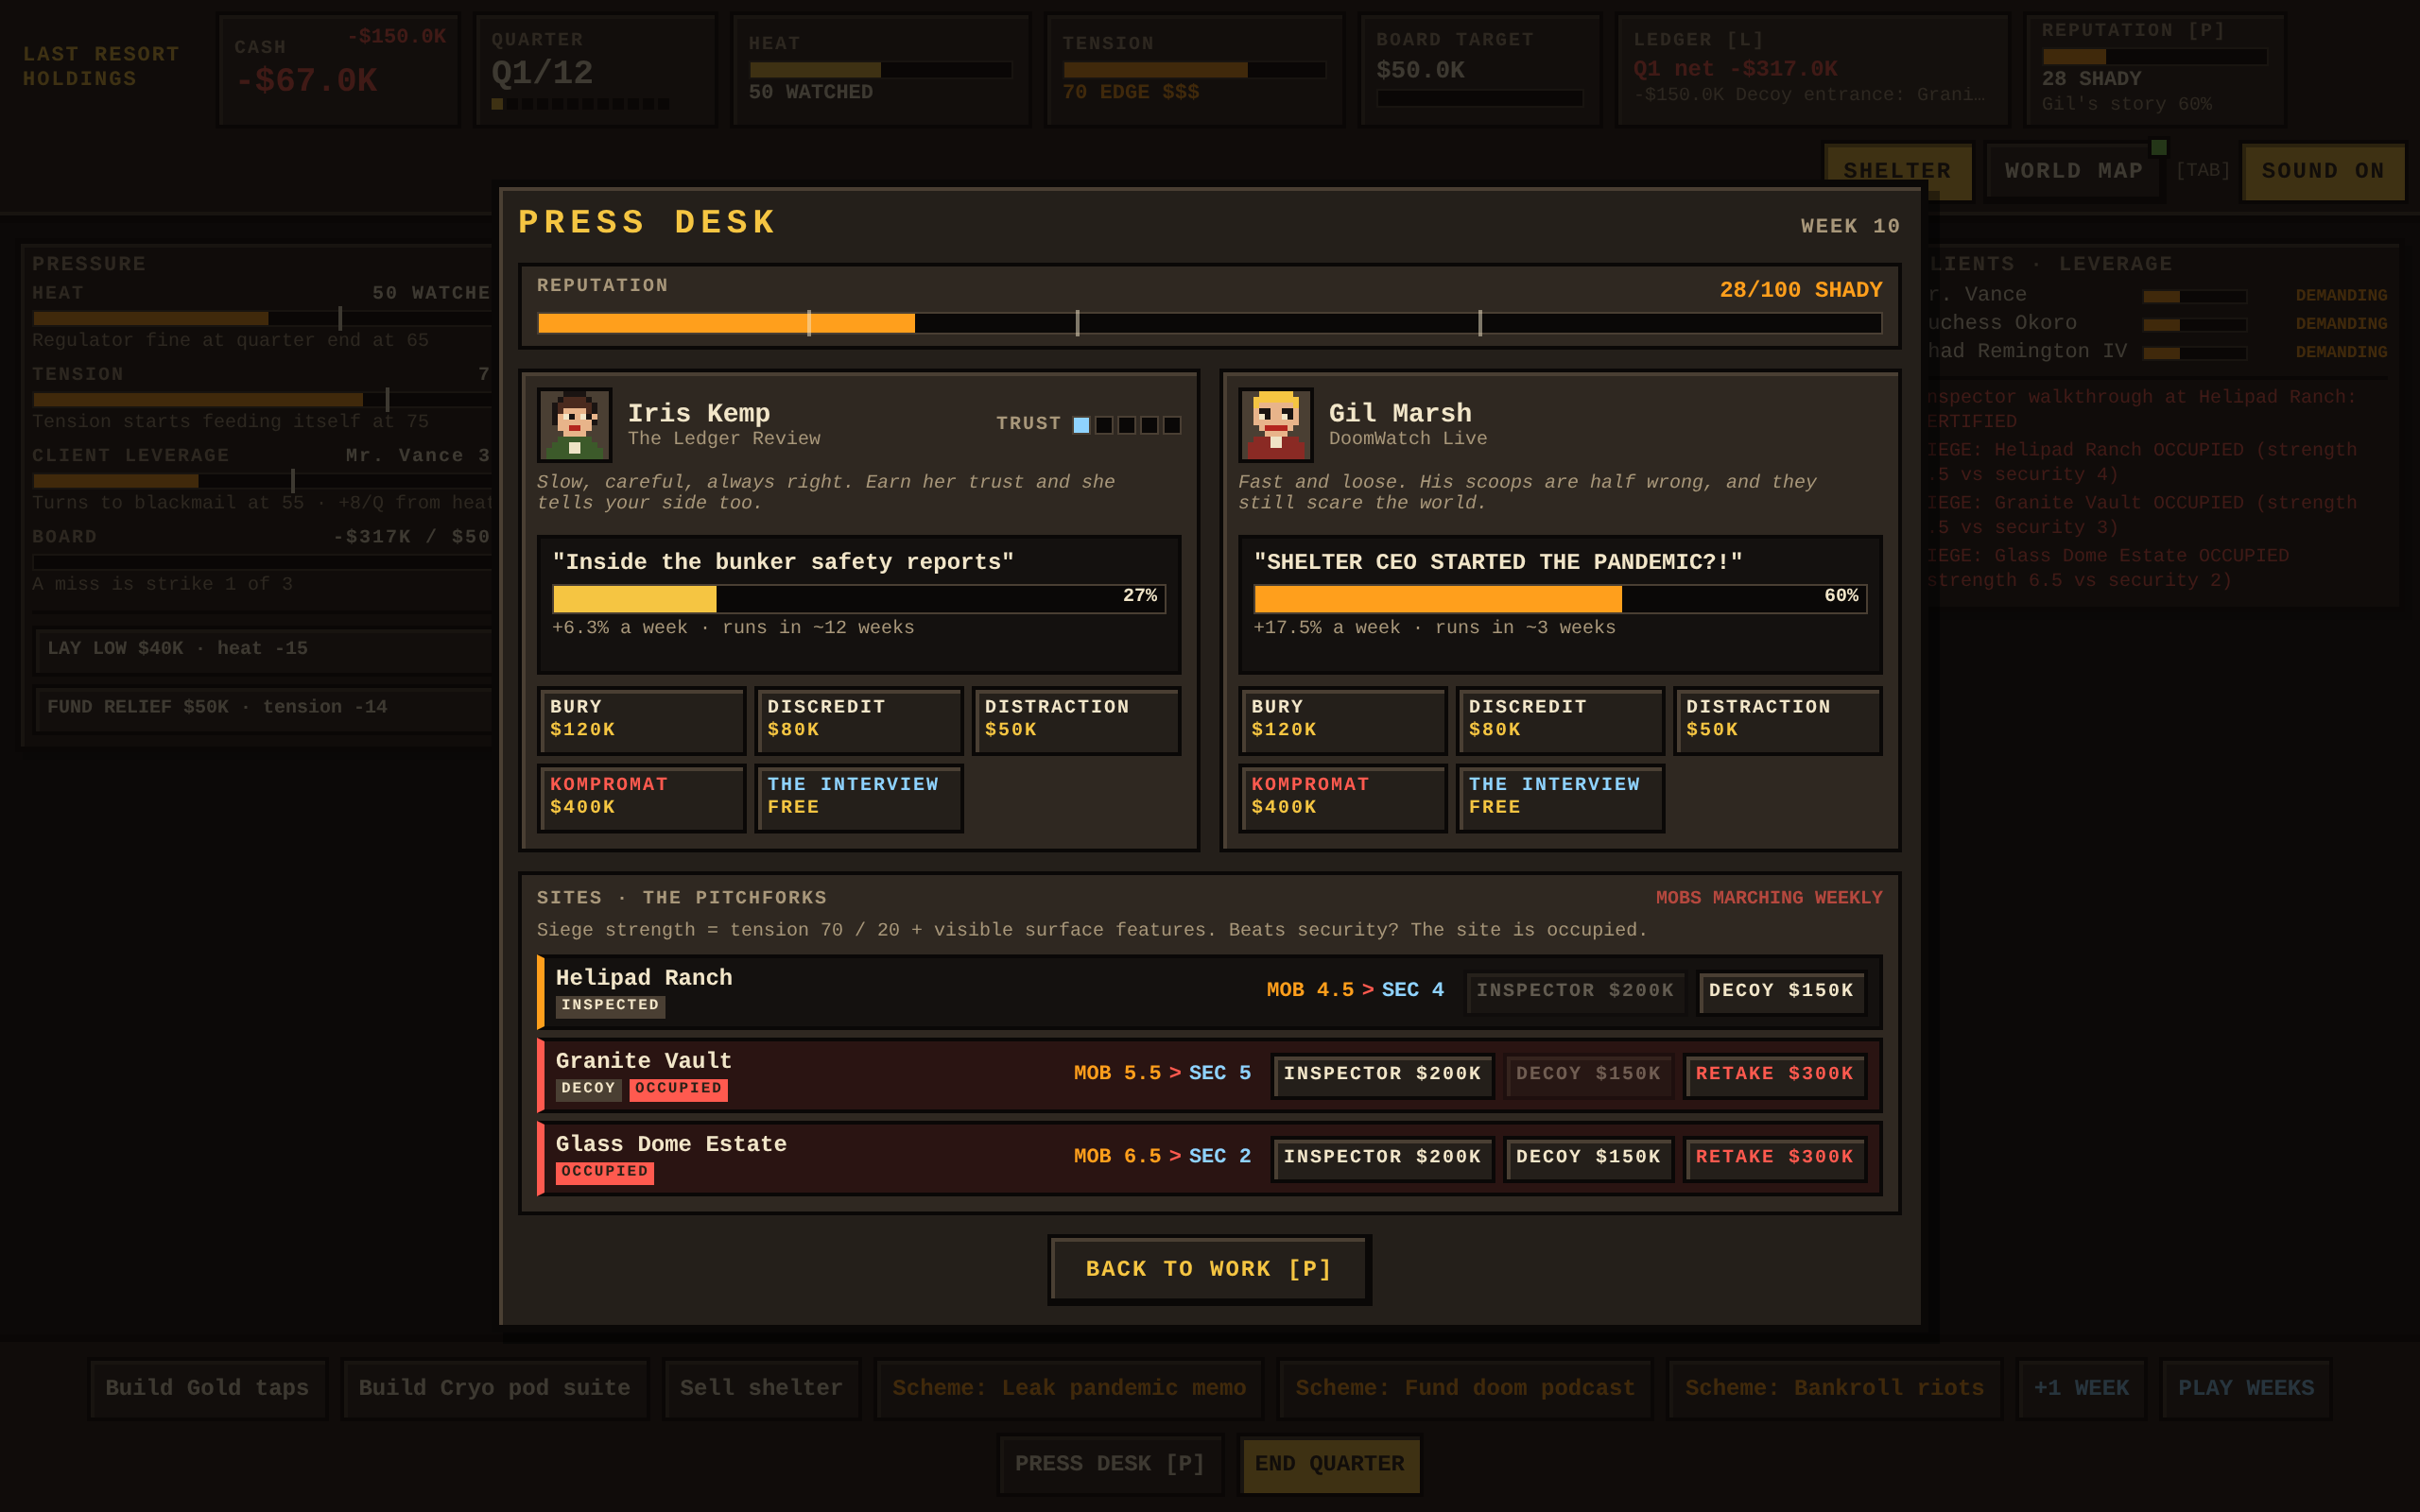 LAST RESORT
HOLDINGS
CASH
-$150.0K
-$67.0K
QUARTER
Q1/12
HEAT
50 WATCHED
TENSION
70 EDGE $$$
BOARD TARGET
$50.0K
LEDGER [L]
Q1 net -$317.0K
-$150.0K Decoy entrance: Grani…
REPUTATION [P]
28 SHADY
Gil's story 60%
SHELTER
WORLD MAP
[TAB]
SOUND ON
PRESSURE
HEAT
50 WATCHE
Regulator fine at quarter end at 65
TENSION
7
Tension starts feeding itself at 75
CLIENT LEVERAGE
Mr. Vance 3
Turns to blackmail at 55 · +8/Q from heat
BOARD
-$317K / $50
A miss is strike 1 of 3
LAY LOW $40K · heat -15
FUND RELIEF $50K · tension -14
PRESS DESK
WEEK 10
REPUTATION
28/100 SHADY
Iris Kemp
The Ledger Review
TRUST
Slow, careful, always right. Earn her trust and she
tells your side too.
"Inside the bunker safety reports"
27%
+6.3% a week · runs in ~12 weeks
BURY
$120K
DISCREDIT
$80K
DISTRACTION
$50K
KOMPROMAT
$400K
THE INTERVIEW
FREE
Gil Marsh
DoomWatch Live
Fast and loose. His scoops are half wrong, and they
still scare the world.
"SHELTER CEO STARTED THE PANDEMIC?!"
60%
+17.5% a week · runs in ~3 weeks
BURY
$120K
DISCREDIT
$80K
DISTRACTION
$50K
KOMPROMAT
$400K
THE INTERVIEW
FREE
SITES · THE PITCHFORKS
MOBS MARCHING WEEKLY
Siege strength = tension 70 / 20 + visible surface features. Beats security? The site is occupied.
Helipad Ranch
INSPECTED
MOB 4.5 > SEC 4
INSPECTOR $200K
DECOY $150K
Granite Vault
DECOY
OCCUPIED
MOB 5.5 > SEC 5
INSPECTOR $200K
DECOY $150K
RETAKE $300K
Glass Dome Estate
OCCUPIED
MOB 6.5 > SEC 2
INSPECTOR $200K
DECOY $150K
RETAKE $300K
BACK TO WORK [P]
LIENTS · LEVERAGE
r. Vance
DEMANDING
uchess Okoro
DEMANDING
had Remington IV
DEMANDING
nspector walkthrough at Helipad Ranch:
ERTIFIED
IEGE: Helipad Ranch OCCUPIED (strength
.5 vs security 4)
IEGE: Granite Vault OCCUPIED (strength
.5 vs security 3)
IEGE: Glass Dome Estate OCCUPIED
strength 6.5 vs security 2)
Build Gold taps
Build Cryo pod suite
Sell shelter
Scheme: Leak pandemic memo
Scheme: Fund doom podcast
Scheme: Bankroll riots
+1 WEEK
PLAY WEEKS
PRESS DESK [P]
END QUARTER